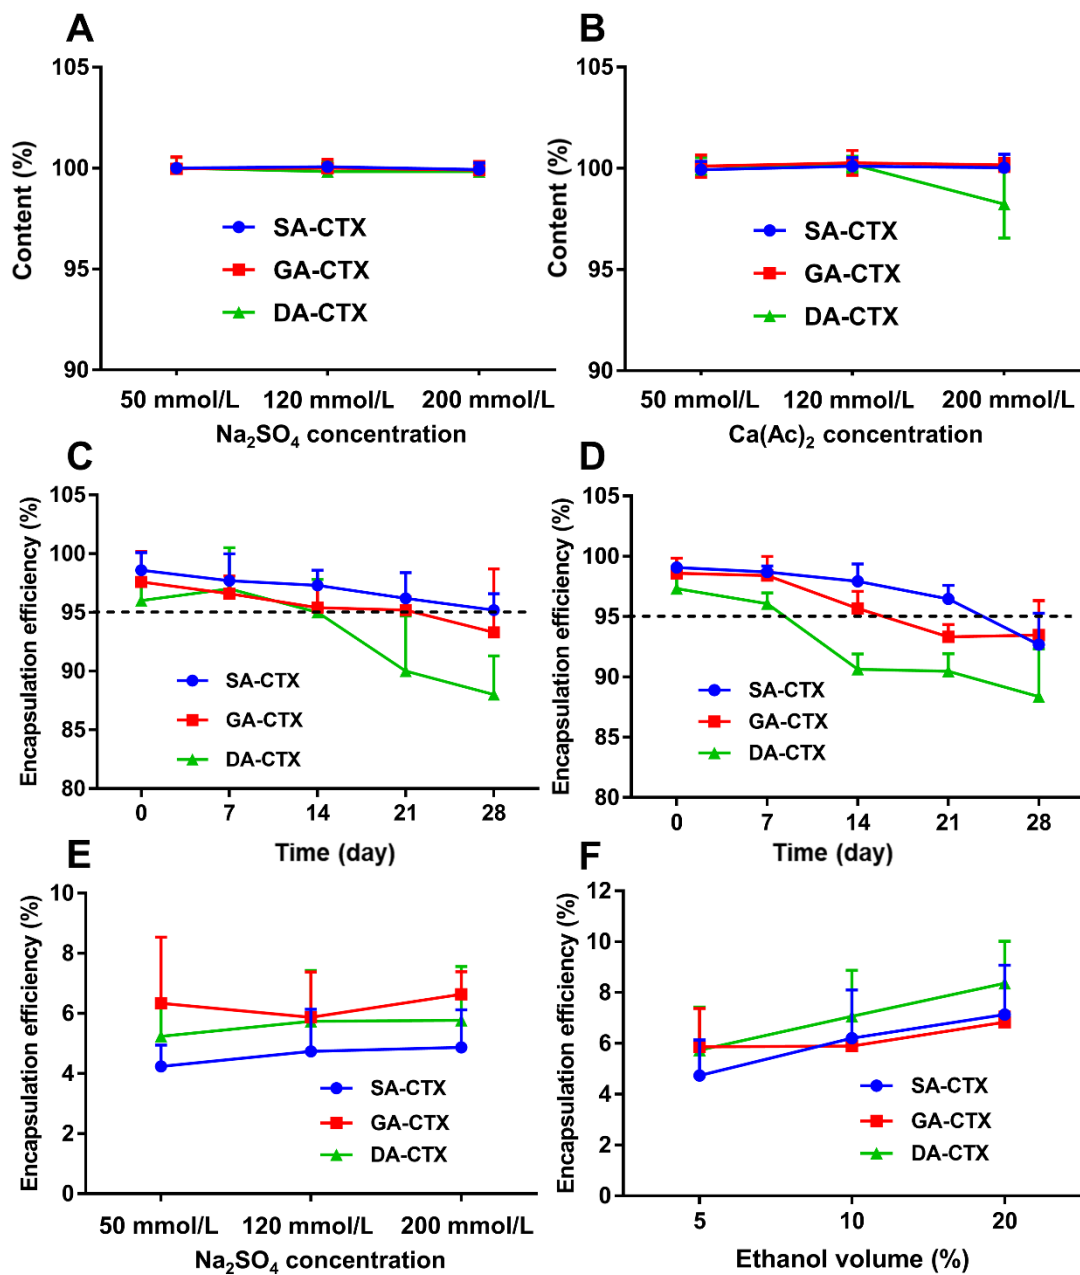 A
105
100
95
90
Content (%)
SA-CTX
GA-CTX
DA-CTX
50 mmol/L 120 mmol/L 200 mmol/L
Na₂SO₄ concentration
B
105
100
95
90
Content (%)
SA-CTX
GA-CTX
DA-CTX
50 mmol/L 120 mmol/L 200 mmol/L
Ca(Ac)₂ concentration
C
105
100
95
90
85
80
Encapsulation efficiency (%)
SA-CTX
GA-CTX
DA-CTX
0 7 14 21 28
Time (day)
D
105
100
95
90
85
80
Encapsulation efficiency (%)
SA-CTX
GA-CTX
DA-CTX
0 7 14 21 28
Time (day)
E
10
8
6
4
2
0
Encapsulation efficiency (%)
SA-CTX
GA-CTX
DA-CTX
50 mmol/L 120 mmol/L 200 mmol/L
Na₂SO₄ concentration
F
12
10
8
6
4
2
0
Encapsulation efficiency (%)
SA-CTX
GA-CTX
DA-CTX
5 10 20
Ethanol volume (%)